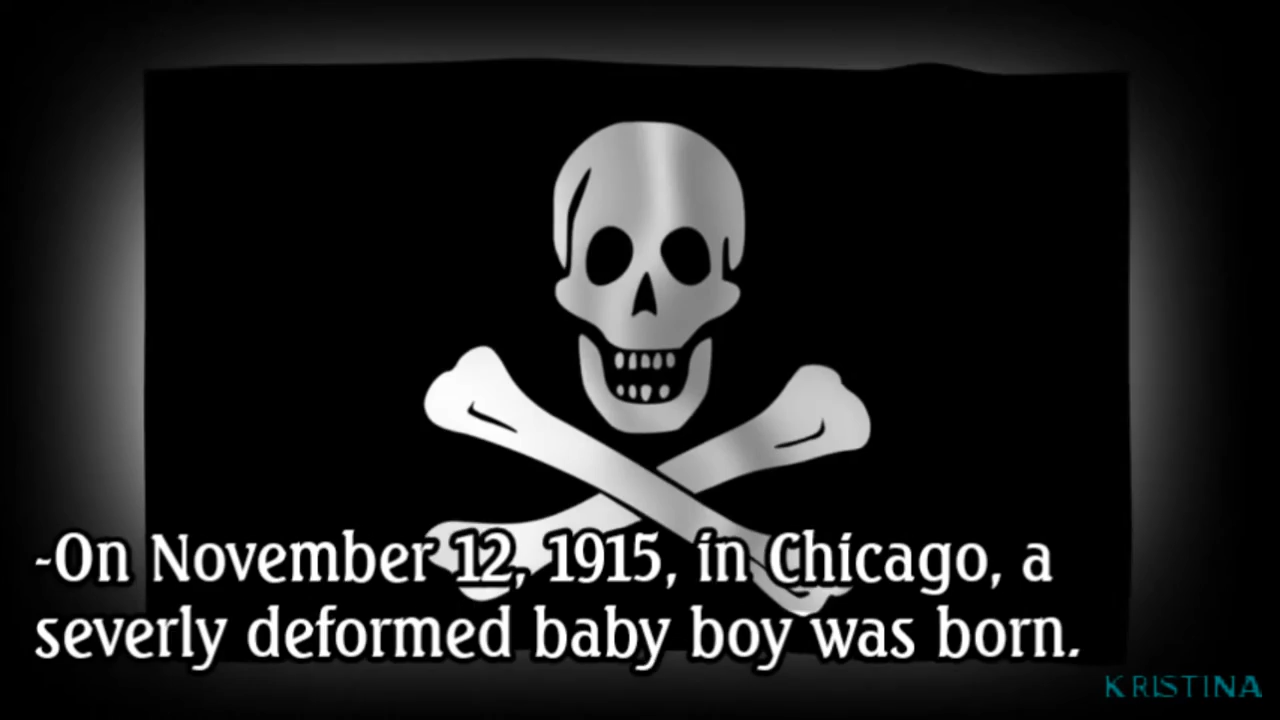 -On November 12, 1915, in Chicago, a
severly deformed baby boy was born.
KRISTINA